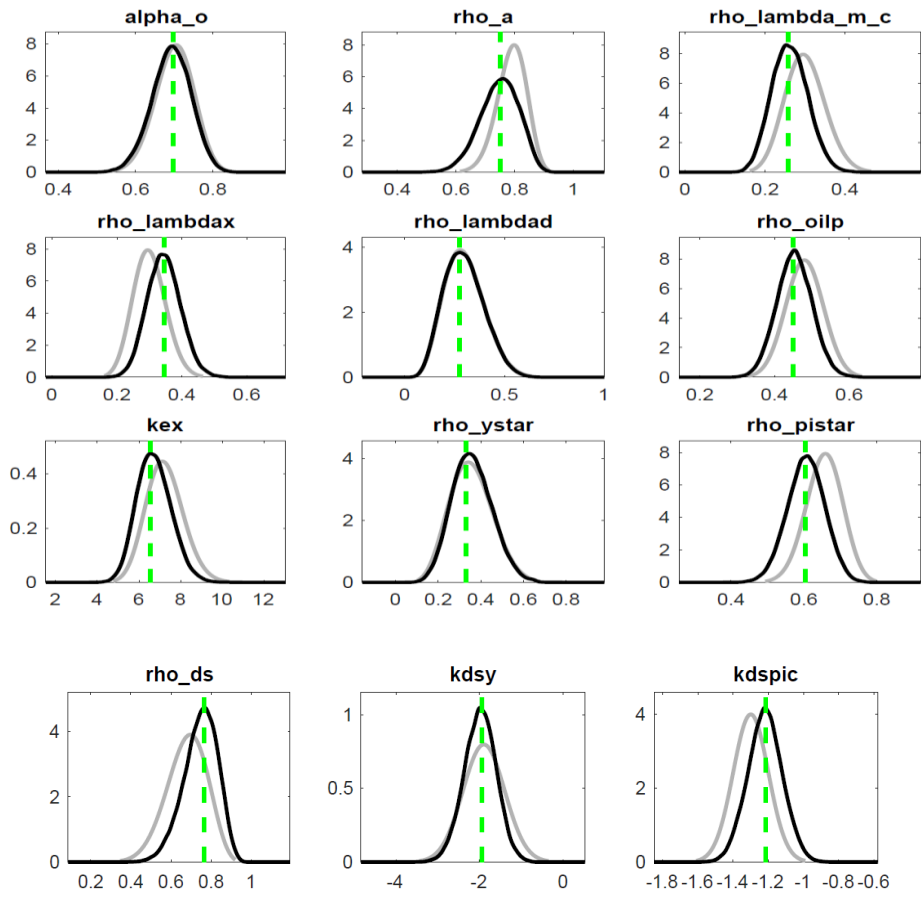 alpha_o rho_a rho_lambda_m_c
8 8 8
6 6 6
4 4 4
2 2 2
0 0 0
0.4 0.6 0.8 0.4 0.6 0.8 1 0 0.2 0.4
rho_lambdax rho_lambdad rho_oilp
8 4 8
6 6
4 2 4
2 2
0 0 0
0 0.2 0.4 0.6 0 0.5 1 0.2 0.4 0.6
kex rho_ystar rho_pistar
0.4 4 8
6
0.2 2 4
2
0 0 0
2 4 6 8 10 12 0 0.2 0.4 0.6 0.8 0.4 0.6 0.8
rho_ds kdsy kdspic
4 1 4
2 0.5 2
0 0 0
0.2 0.4 0.6 0.8 1 -4 -2 0 -1.8 -1.6 -1.4 -1.2 -1 -0.8 -0.6